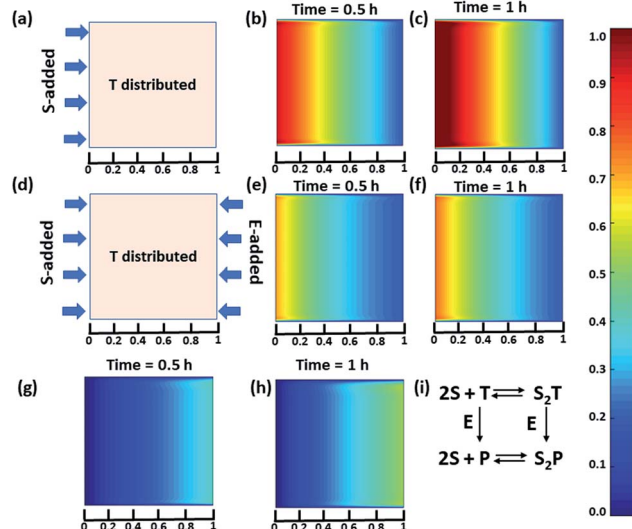 (a)
S-added
T distributed
0 0.2 0.4 0.6 0.8 1
(b)
Time = 0.5 h
0 0.2 0.4 0.6 0.8 1
(c)
Time = 1 h
0 0.2 0.4 0.6 0.8 1
1.0
0.9
0.8
0.7
0.6
0.5
0.4
0.3
0.2
0.1
0.0
(d)
S-added
T distributed
E-added
0 0.2 0.4 0.6 0.8 1
(e)
Time = 0.5 h
0 0.2 0.4 0.6 0.8 1
(f)
Time = 1 h
0 0.2 0.4 0.6 0.8 1
(g)
Time = 0.5 h
0 0.2 0.4 0.6 0.8 1
(h)
Time = 1 h
0 0.2 0.4 0.6 0.8 1
(i)
2S + T ⇌ S₂T
E E
2S + P ⇌ S₂P